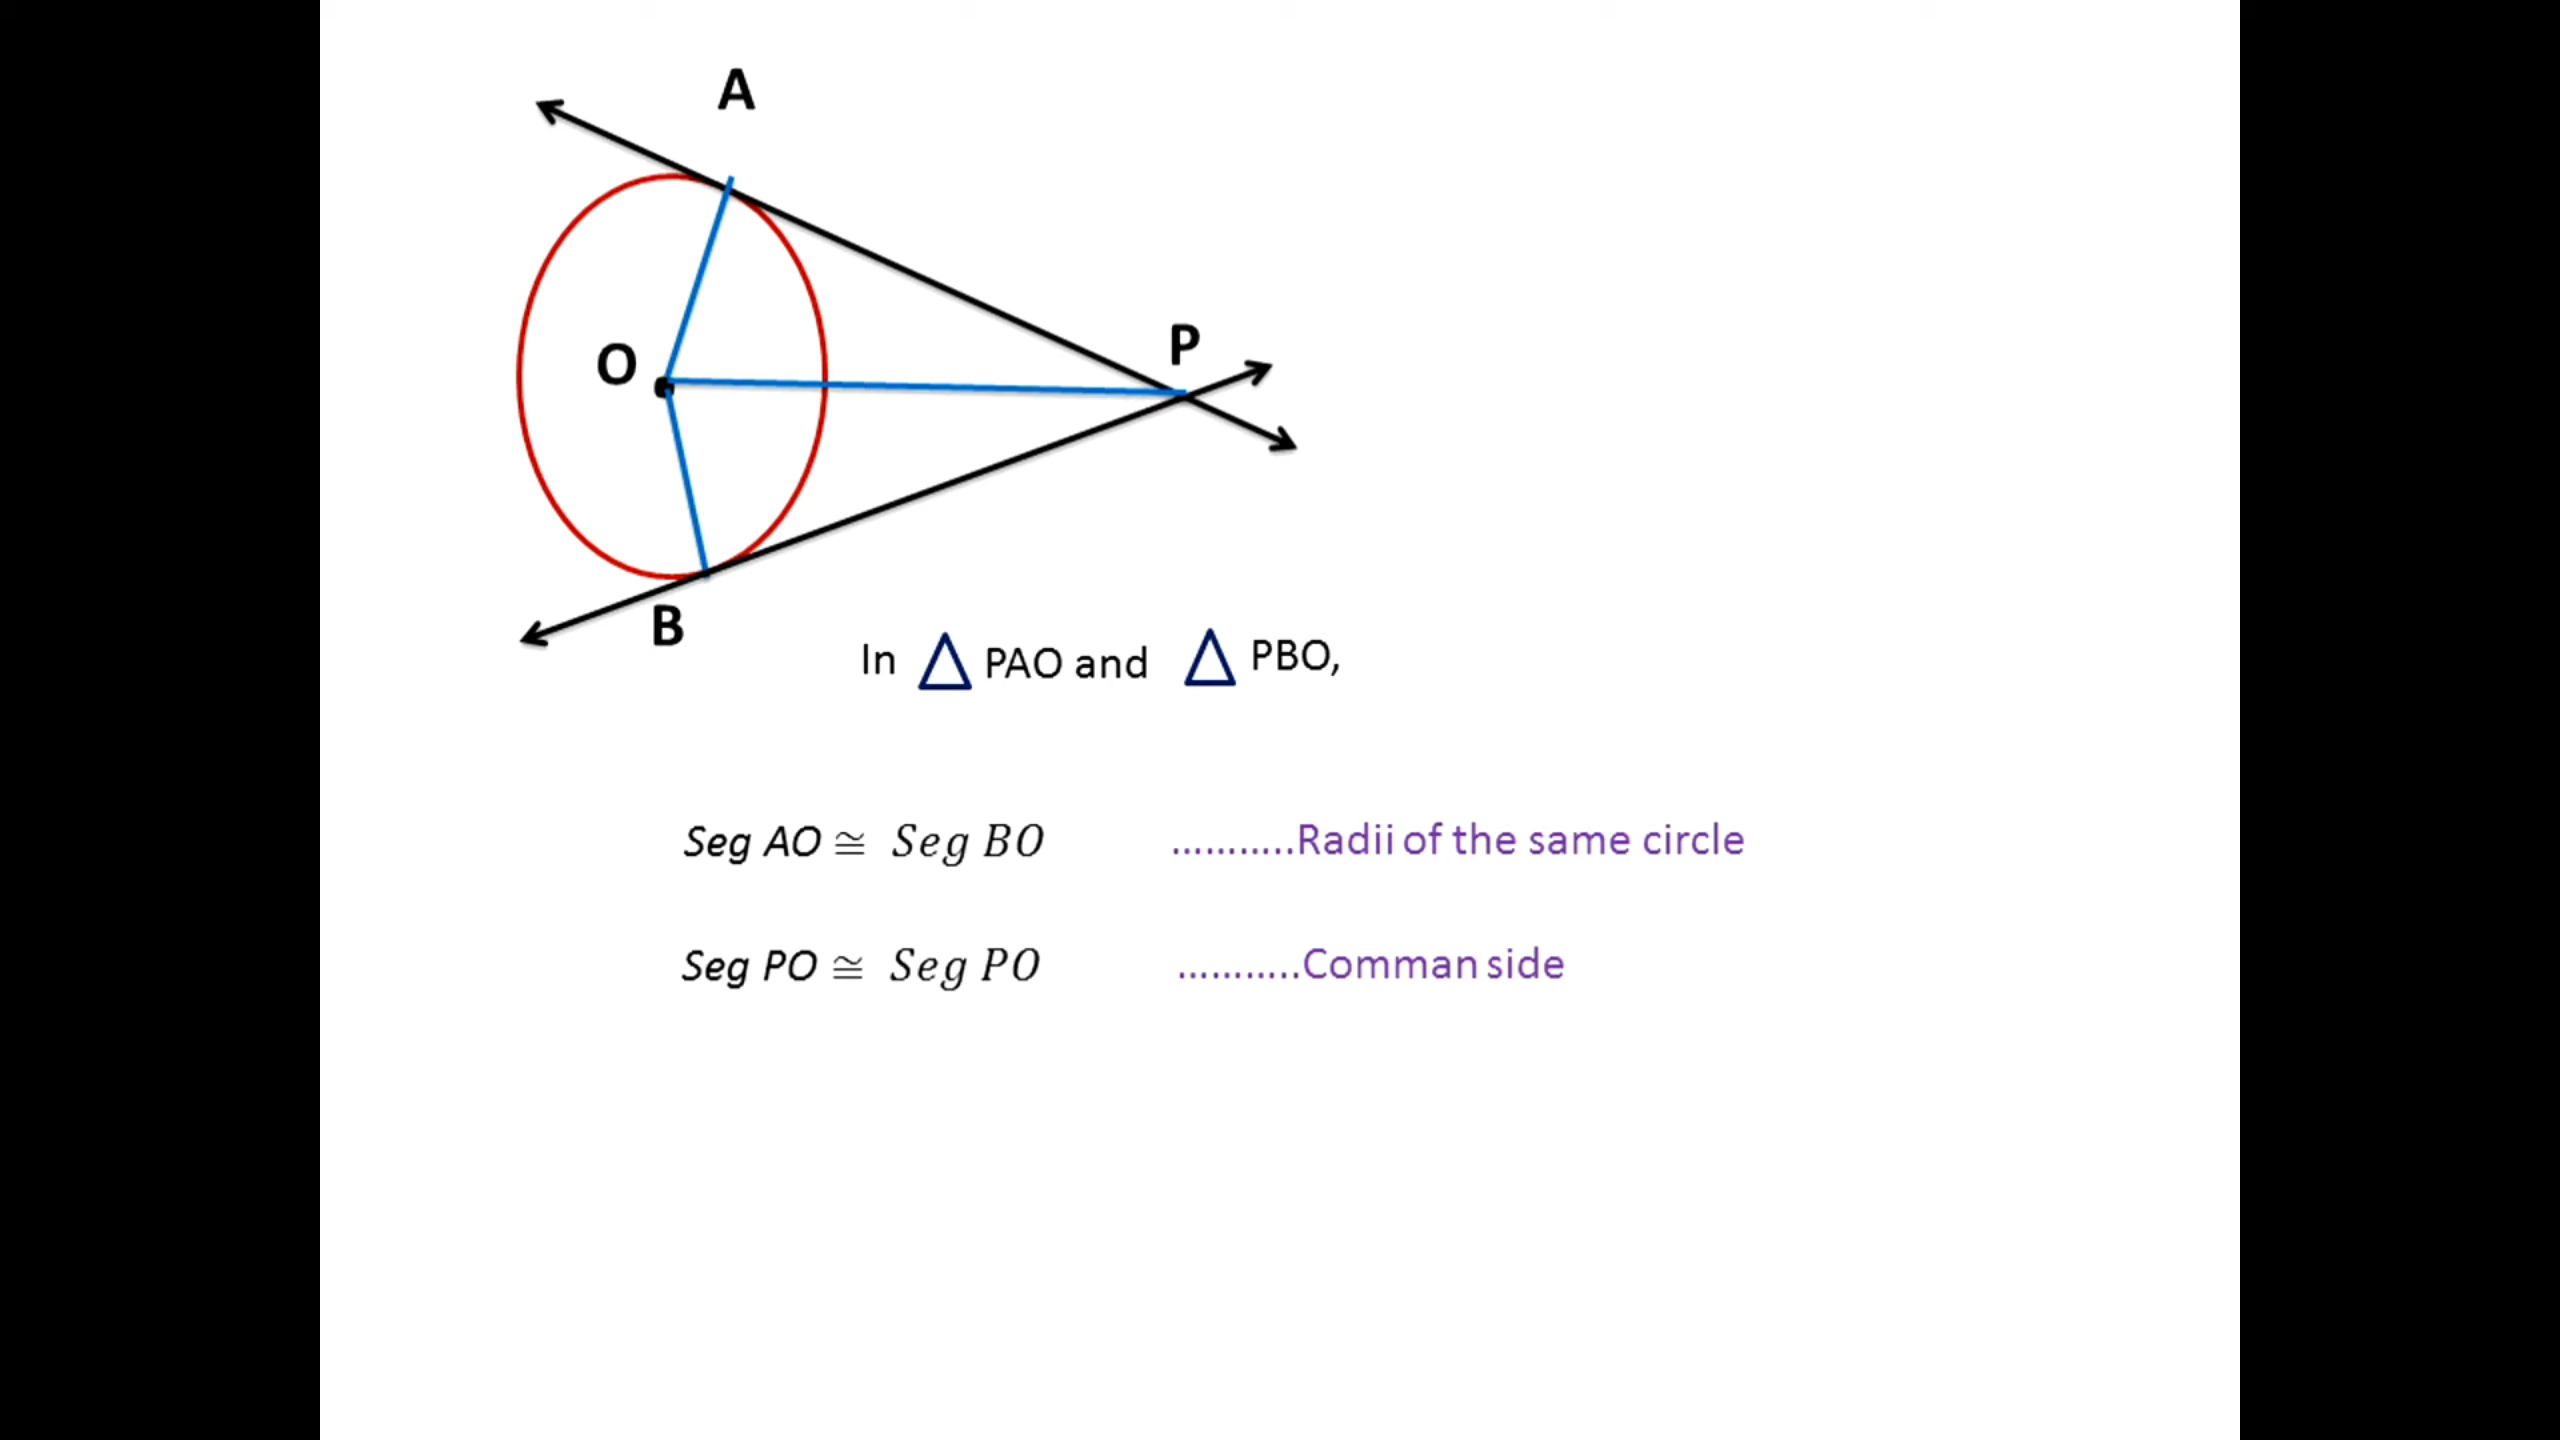 A
O
P
B
In △ PAO and △ PBO,
Seg AO ≅ Seg BO ...........Radii of the same circle
Seg PO ≅ Seg PO ...........Comman side